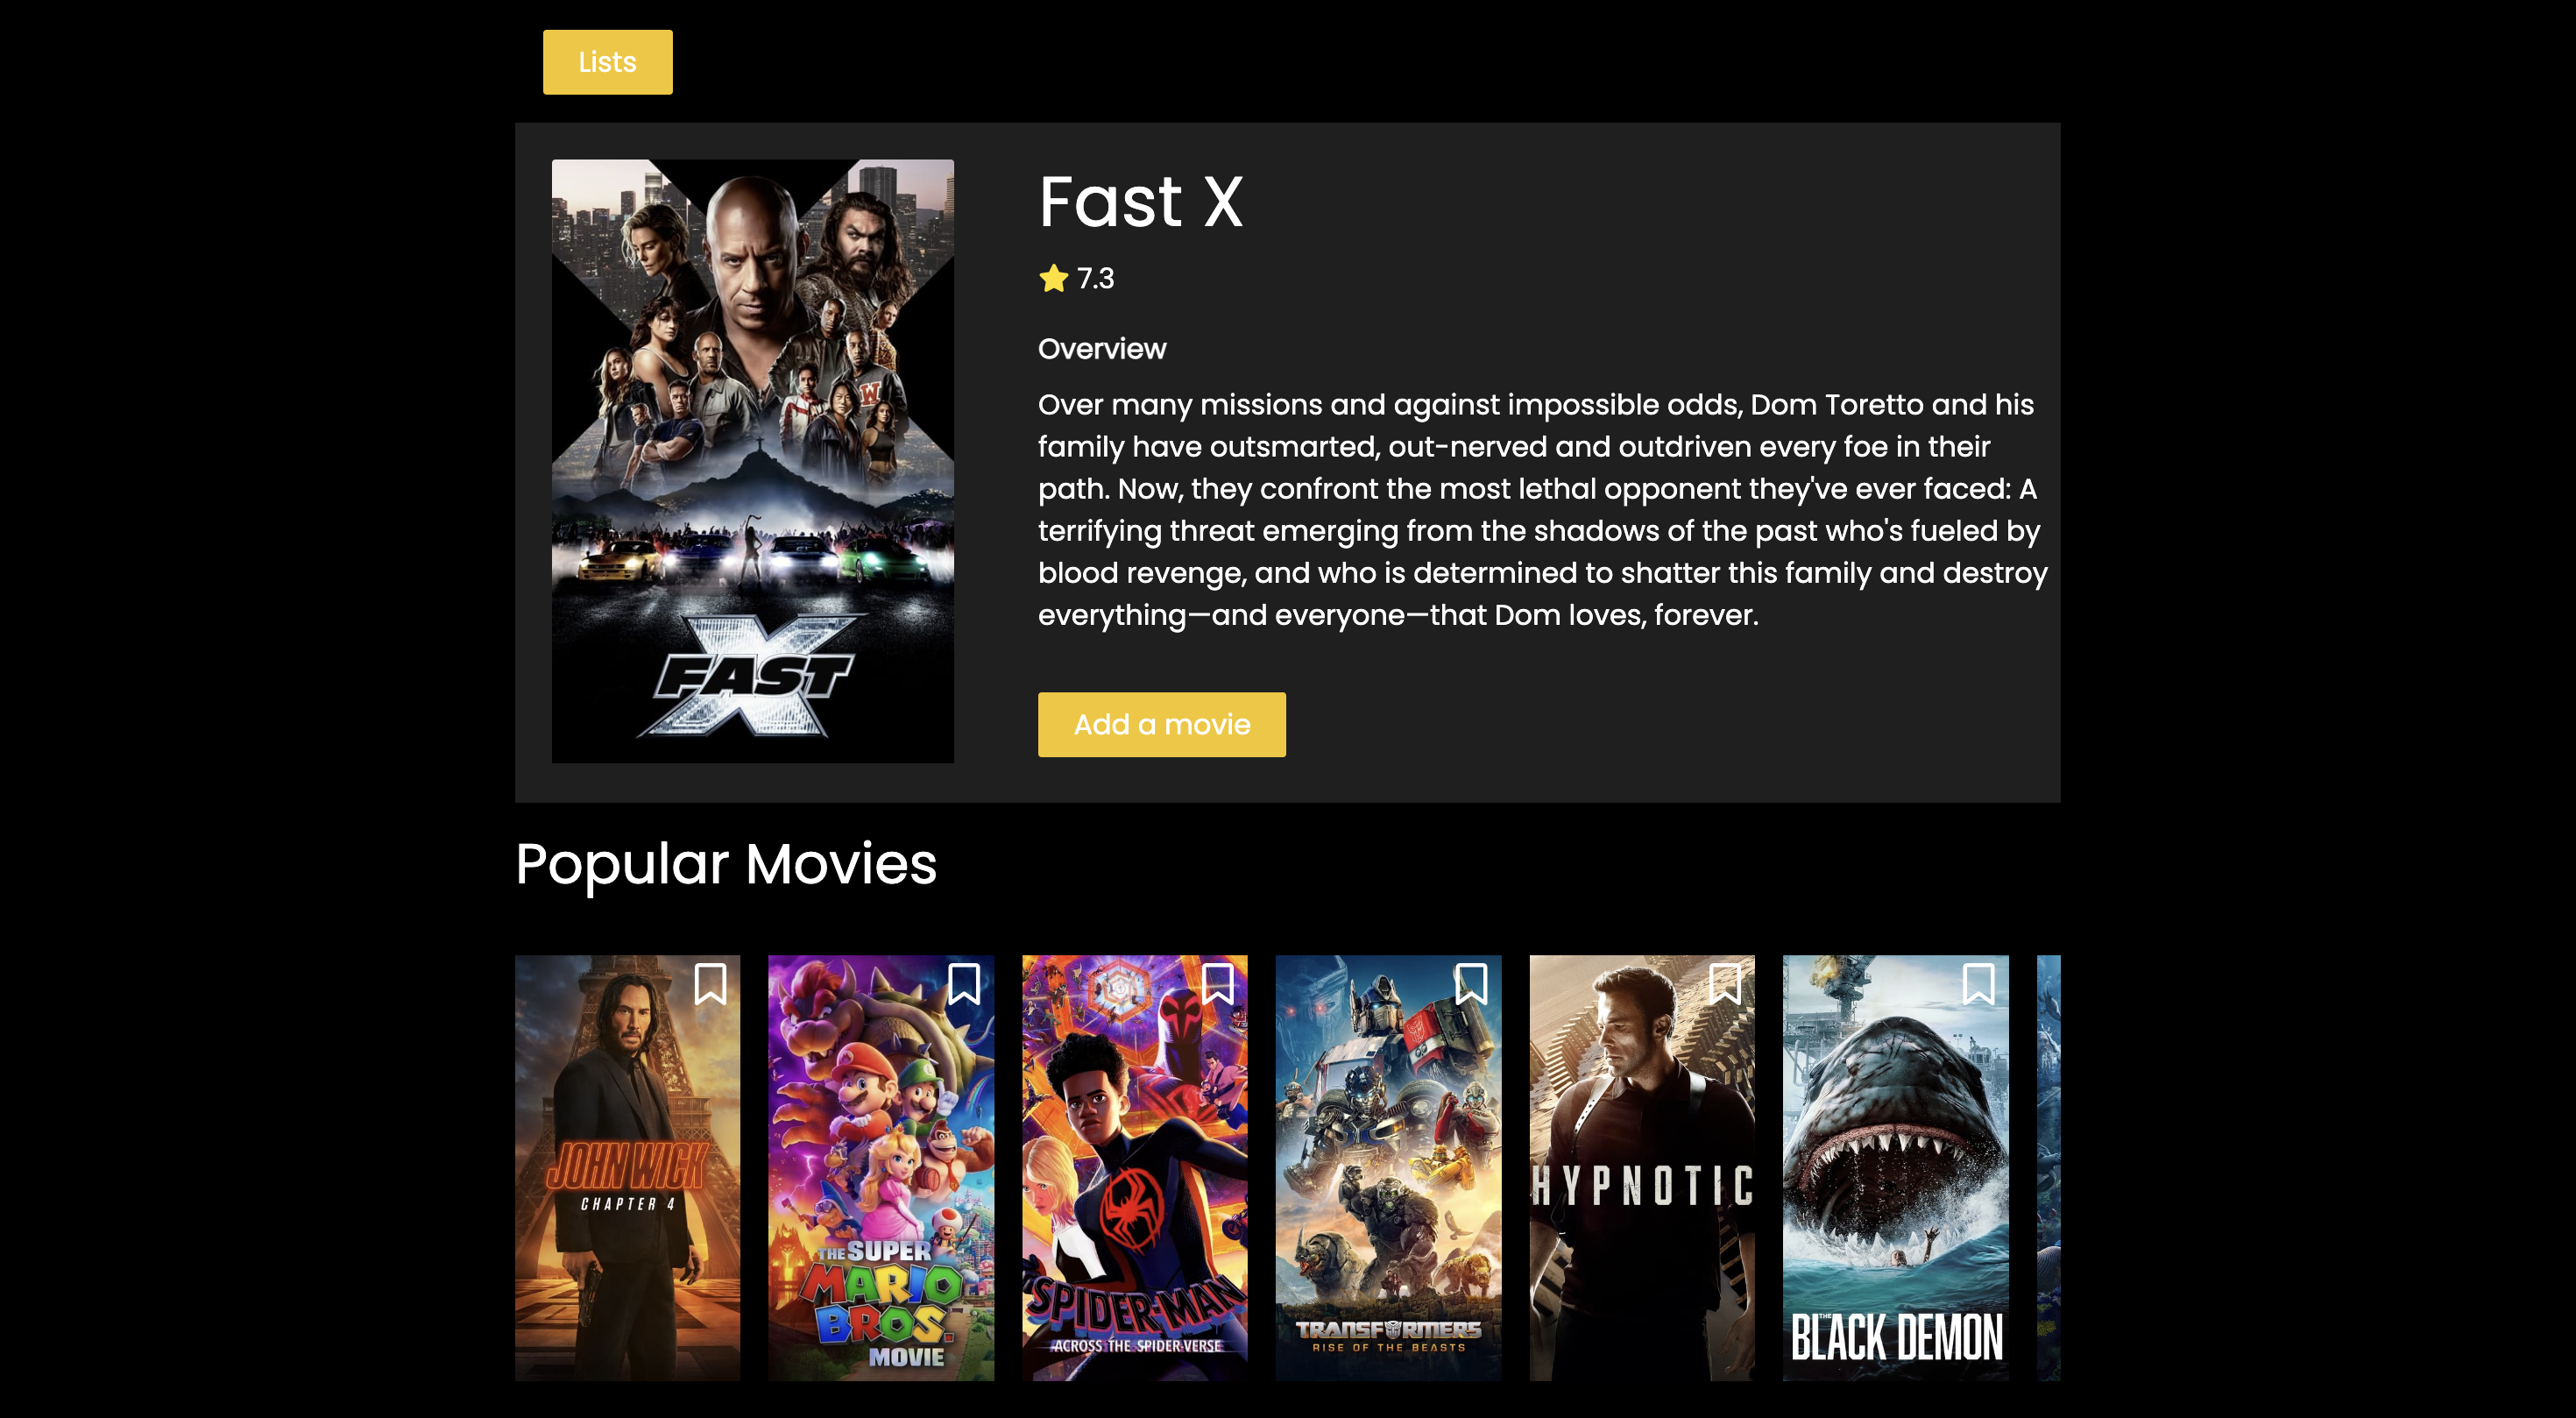 Lists
Fast X
7.3
Overview
Over many missions and against impossible odds, Dom Toretto and his
family have outsmarted, out-nerved and outdriven every foe in their
path. Now, they confront the most lethal opponent they've ever faced: A
terrifying threat emerging from the shadows of the past who's fueled by
blood revenge, and who is determined to shatter this family and destroy
everything—and everyone—that Dom loves, forever.
W
FAST X
Add a movie
Popular Movies
JOHN WICK
CHAPTER 4
THE SUPER
MARIO
BROS.
MOVIE
SPIDER-MAN
ACROSS THE SPIDER-VERSE
TRANSFORMERS
RISE OF THE BEASTS
HYPNOTIC
THE
BLACK DEMON